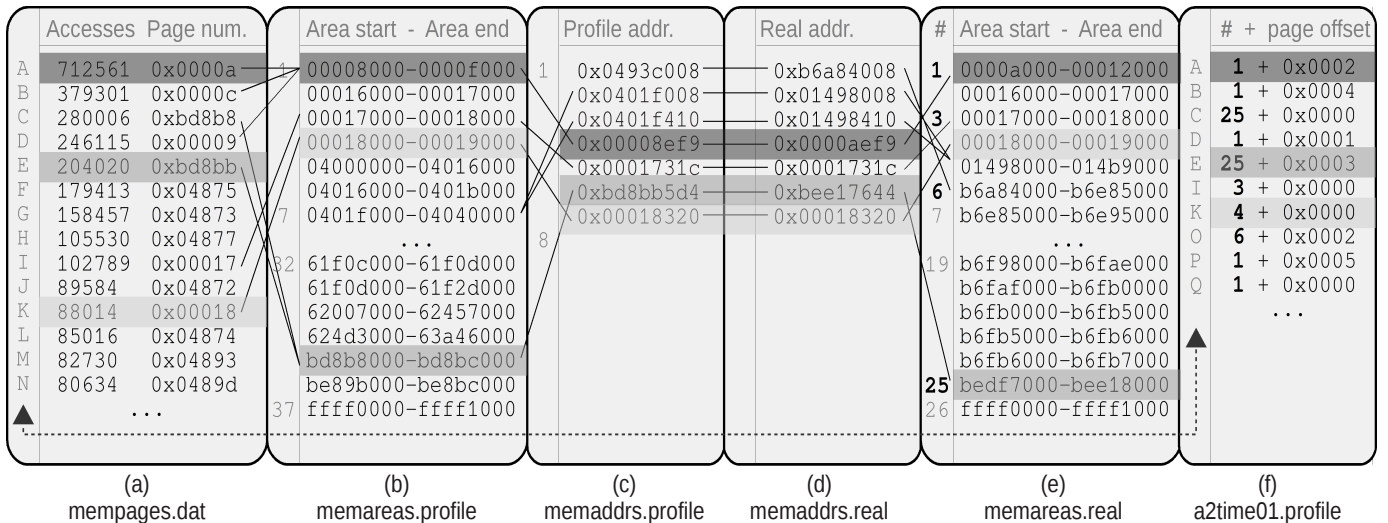 Accesses Page num.
A 712561 0x0000a
B 379301 0x0000c
C 280006 0xbd8b8
D 246115 0x00009
E 204020 0xbd8bb
F 179413 0x04875
G 158457 0x04873
H 105530 0x04877
I 102789 0x00017
J 89584 0x04872
K 88014 0x00018
L 85016 0x04874
M 82730 0x04893
N 80634 0x0489d
...
(a)
mempages.dat
Area start - Area end
1 00008000-0000f000
00016000-00017000
00017000-00018000
00018000-00019000
04000000-04016000
04016000-0401b000
7 0401f000-04040000
...
32 61f0c000-61f0d000
61f0d000-61f2d000
62007000-62457000
624d3000-63a46000
bd8b8000-bd8bc000
be89b000-be8bc000
37 ffff0000-ffff1000
(b)
memareas.profile
Profile addr.
1 0x0493c008
0x0401f008
0x0401f410
0x00008ef9
0x0001731c
0xbd8bb5d4
0x00018320
8
(c)
memaddrs.profile
Real addr.
0xb6a84008
0x01498008
0x01498410
0x0000aef9
0x0001731c
0xbee17644
0x00018320
(d)
memaddrs.real
# Area start - Area end
1 0000a000-00012000
00016000-00017000
3 00017000-00018000
00018000-00019000
01498000-014b9000
6 b6a84000-b6e85000
7 b6e85000-b6e95000
...
19 b6f98000-b6fae000
b6faf000-b6fb0000
b6fb0000-b6fb5000
b6fb5000-b6fb6000
b6fb6000-b6fb7000
25 bedf7000-bee18000
26 ffff0000-ffff1000
(e)
memareas.real
# + page offset
A 1 + 0x0002
B 1 + 0x0004
C 25 + 0x0000
D 1 + 0x0001
E 25 + 0x0003
I 3 + 0x0000
K 4 + 0x0000
O 6 + 0x0002
P 1 + 0x0005
Q 1 + 0x0000
...
(f)
a2time01.profile